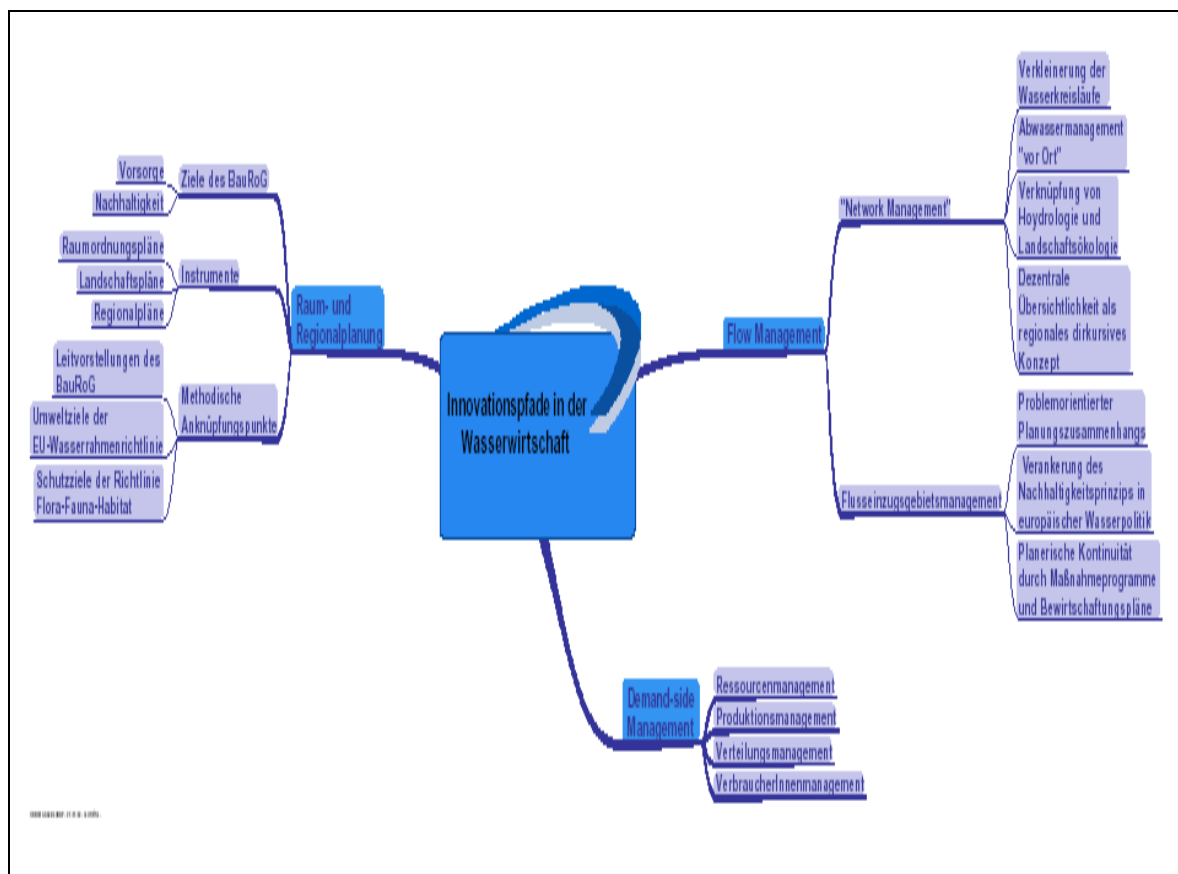 Innovationspfade in der
Wasserwirtschaft
Raum- und
Regionalplanung
Ziele des BauRoG
Vorsorge
Nachhaltigkeit
Instrumente
Raumordnungspläne
Landschaftspläne
Regionalpläne
Methodische
Anknüpfungspunkte
Leitvorstellungen des
BauRoG
Umweltziele der
EU-Wasserrahmenrichtlinie
Schutzziele der Richtlinie
Flora-Fauna-Habitat
Flow Management
"Network Management"
Verkleinerung der
Wasserkreisläufe
Abwassermanagement
"vor Ort"
Verknüpfung von
Hoydrologie und
Landschaftsökologie
Dezentrale
Übersichtlichkeit als
regionales dirkursives
Konzept
Flusseinzugsgebietsmanagement
Problemorientierter
Planungszusammenhangs
Verankerung des
Nachhaltigkeitsprinzips in
europäischer Wasserpolitik
Planerische Kontinuität
durch Maßnahmeprogramme
und Bewirtschaftungspläne
Demand-side
Management
Ressourcenmanagement
Produktionsmanagement
Verteilungsmanagement
VerbraucherInnenmanagement